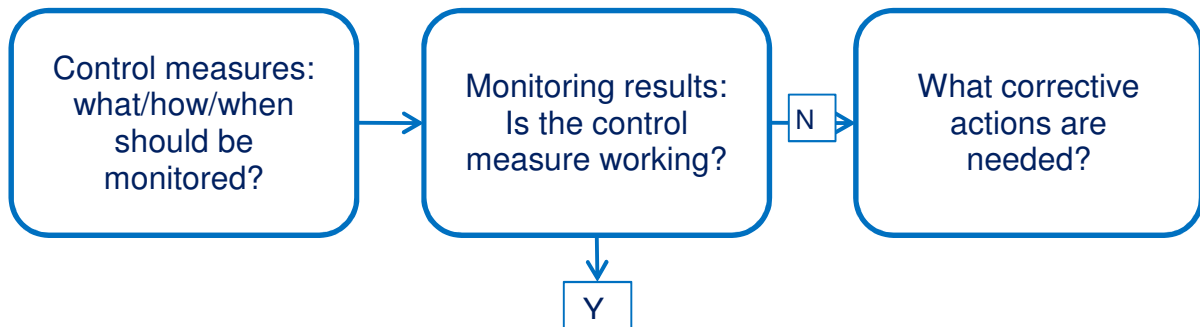 Control measures:
what/how/when
should be
monitored?
Monitoring results:
Is the control
measure working?
N
What corrective
actions are
needed?
Y